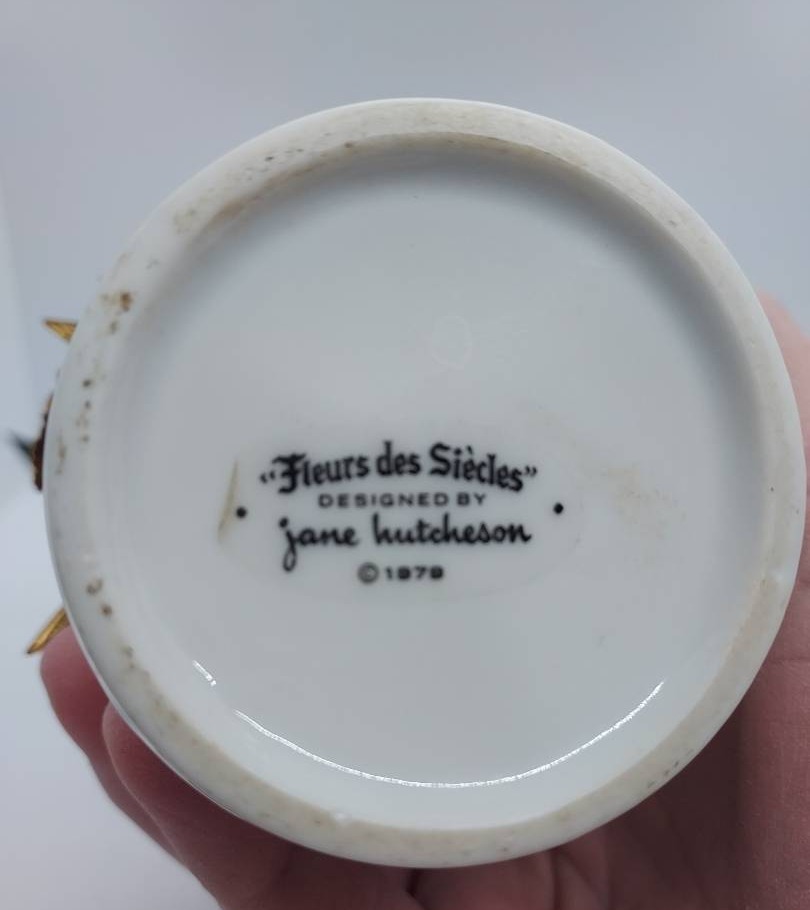 "Fleurs des Siècles"
DESIGNED BY
• jane hutcheson •
© 1979